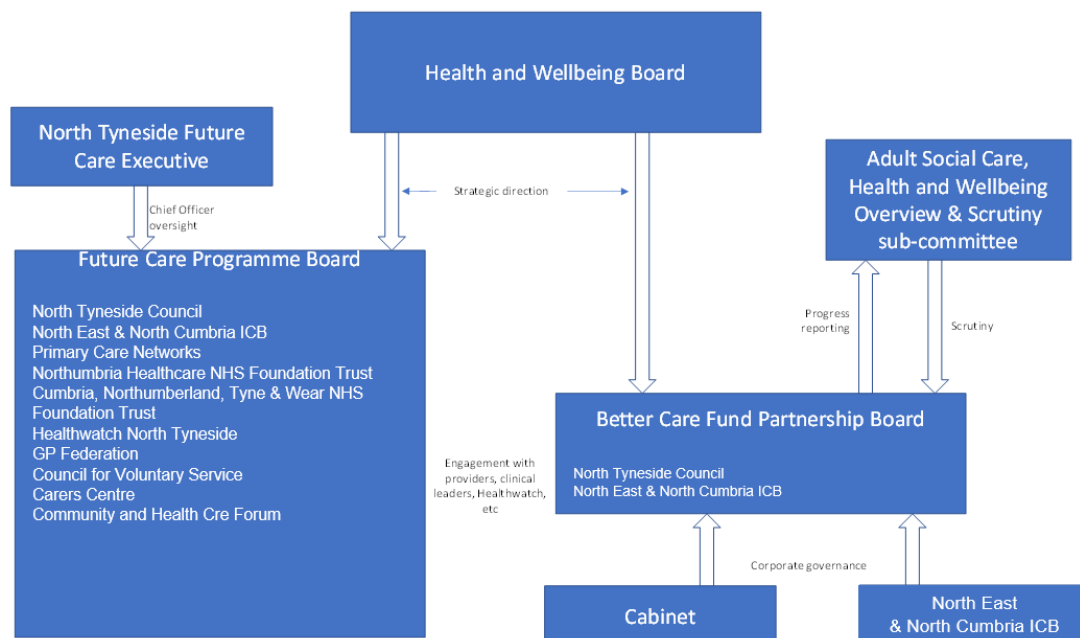 Health and Wellbeing Board
North Tyneside Future
Care Executive
Adult Social Care,
Health and Wellbeing
Overview & Scrutiny
sub-committee
Strategic direction
Chief Officer
oversight
Future Care Programme Board
North Tyneside Council
North East & North Cumbria ICB
Primary Care Networks
Northumbria Healthcare NHS Foundation Trust
Cumbria, Northumberland, Tyne & Wear NHS
Foundation Trust
Healthwatch North Tyneside
GP Federation
Council for Voluntary Service
Carers Centre
Community and Health Cre Forum
Progress
reporting
Scrutiny
Engagement with
providers, clinical
leaders, Healthwatch,
etc
Better Care Fund Partnership Board
North Tyneside Council
North East & North Cumbria ICB
Corporate governance
Cabinet
North East
& North Cumbria ICB